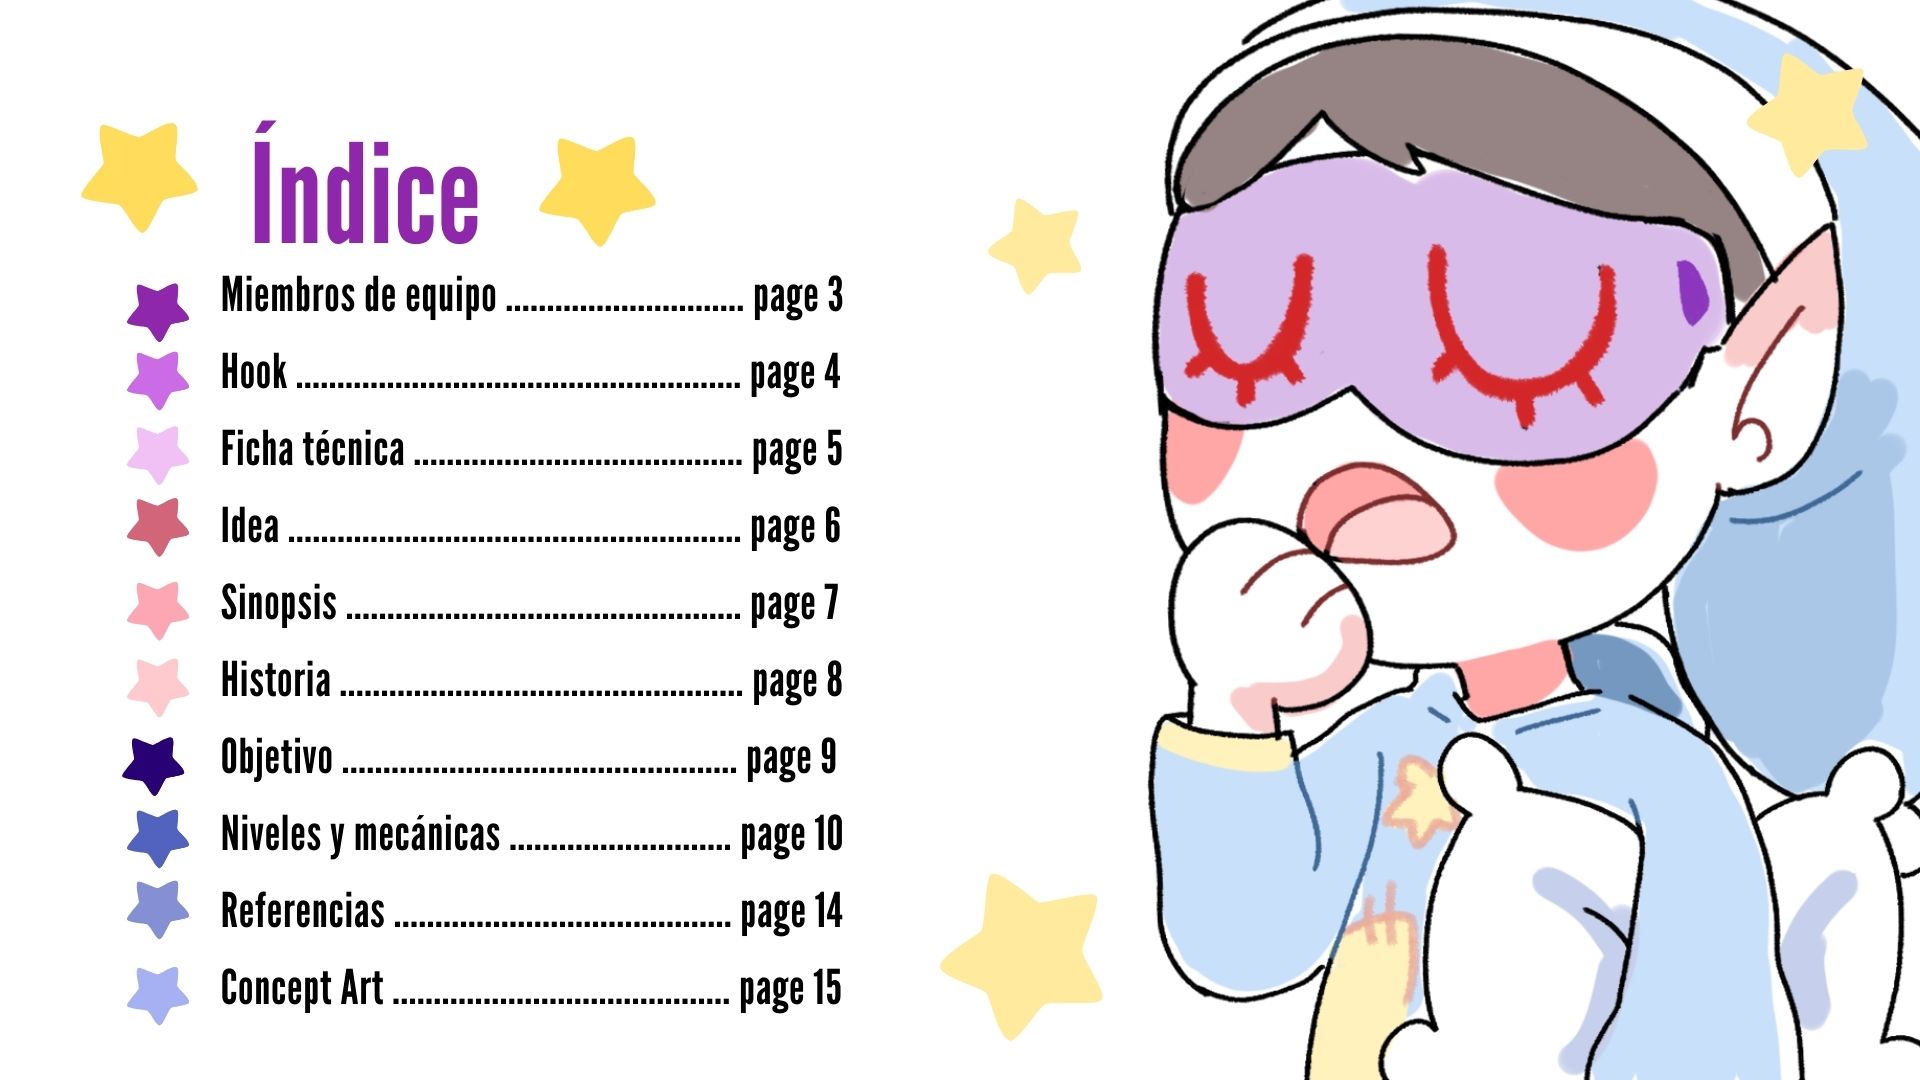 Índice
Miembros de equipo ............................. page 3
Hook ...................................................... page 4
Ficha técnica ........................................ page 5
Idea ....................................................... page 6
Sinopsis ................................................ page 7
Historia ................................................. page 8
Objetivo ................................................ page 9
Niveles y mecánicas ........................... page 10
Referencias ......................................... page 14
Concept Art ......................................... page 15